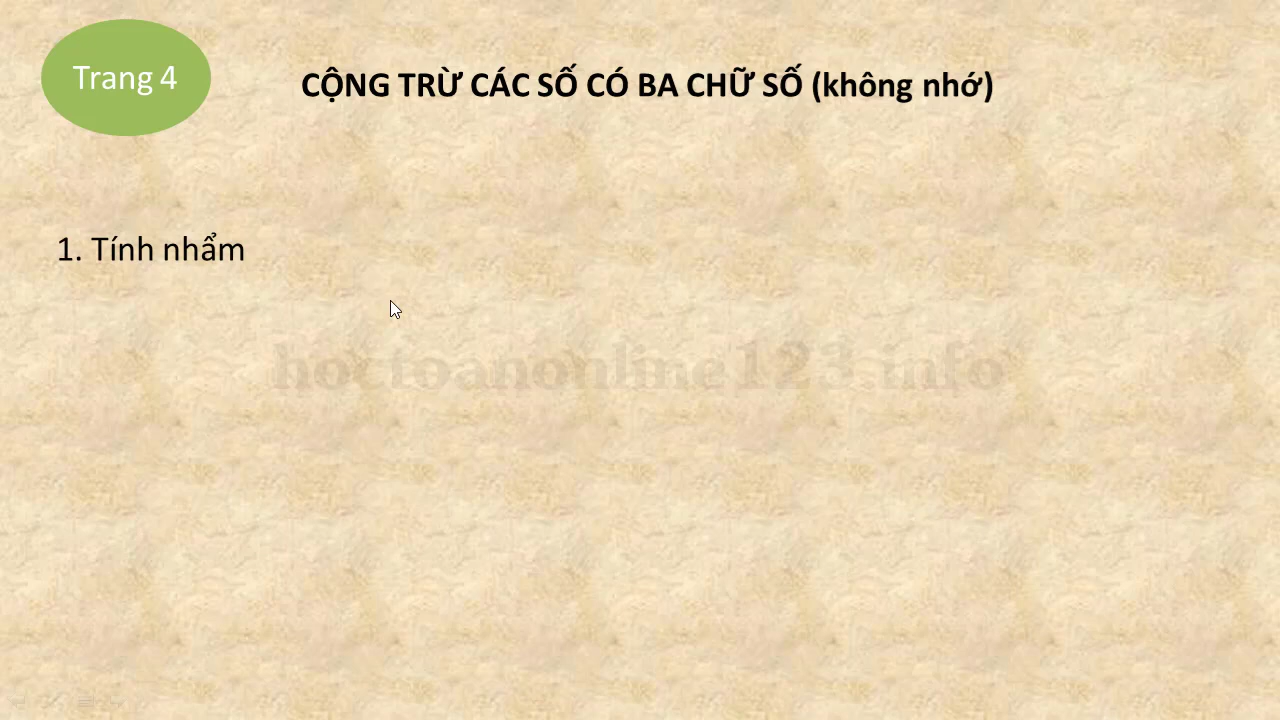 Trang 4
CỘNG TRỪ CÁC SỐ CÓ BA CHỮ SỐ (không nhớ)
1. Tính nhẩm
hoctoanonline123.info